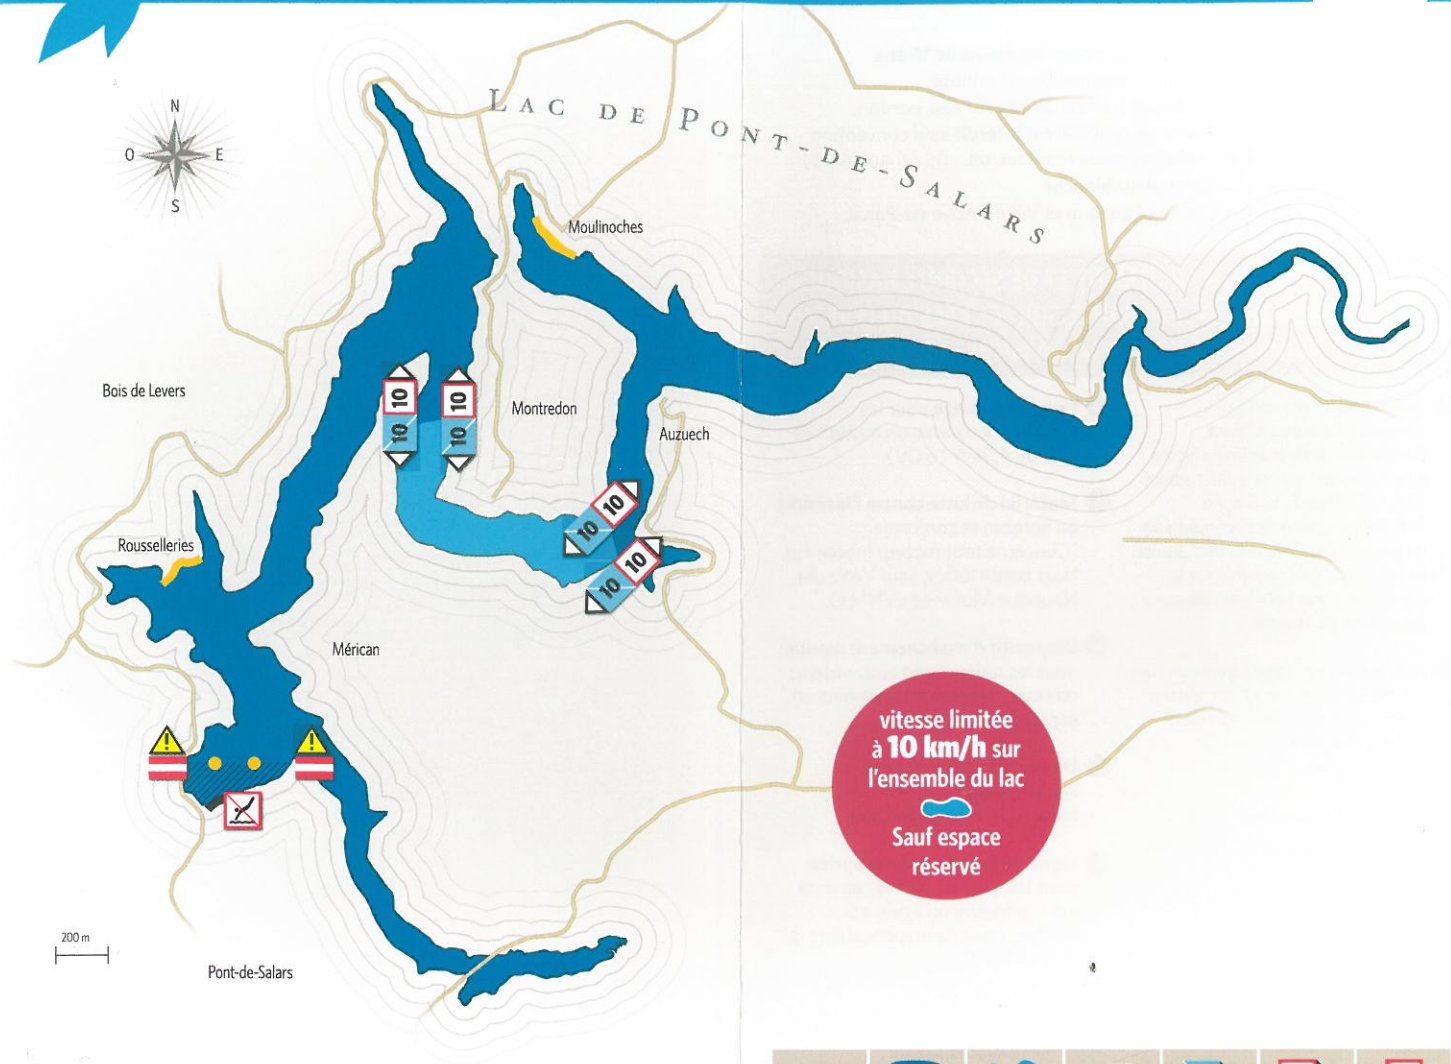 LAC DE PONT-DE-SALARS
N
O
E
S
Moulinoches
Bois de Levers
10
10
10
10
Montredon
Auzuech
10
10
10
10
Rousselleries
Mérican
vitesse limitée
à 10 km/h sur
l'ensemble du lac
Sauf espace
réservé
200 m
Pont-de-Salars